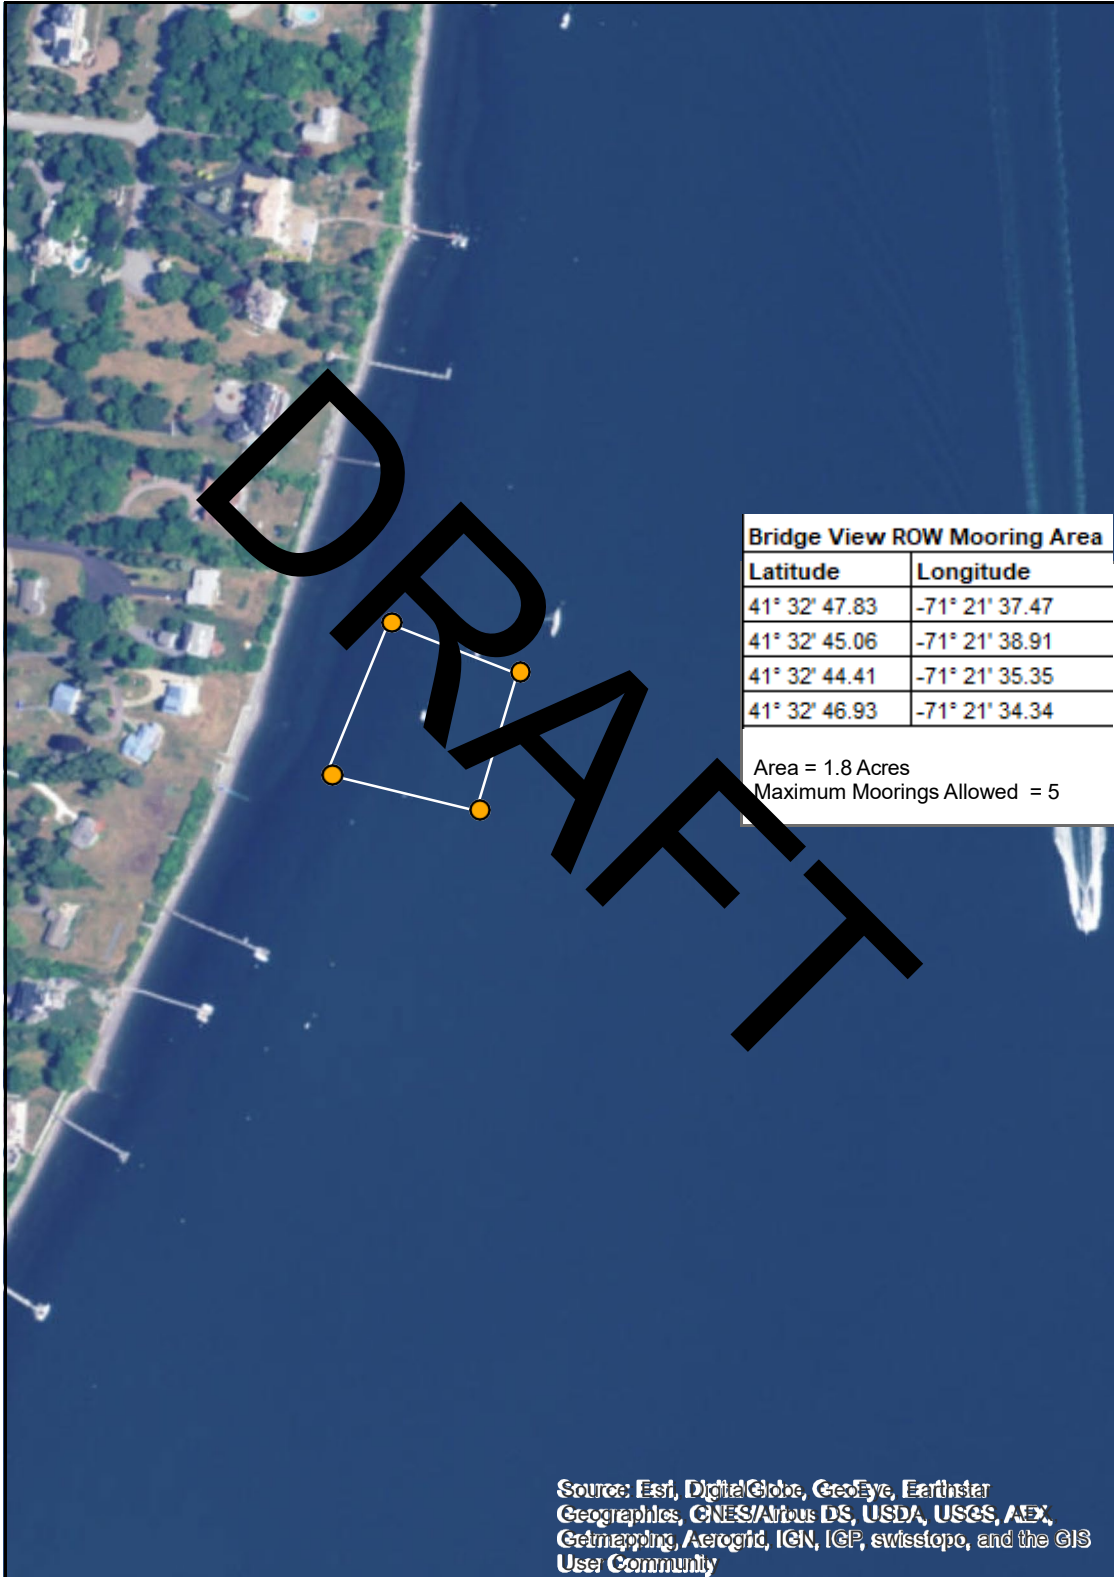 DRAFT
Bridge View ROW Mooring Area
Latitude Longitude
41° 32' 47.83 -71° 21' 37.47
41° 32' 45.06 -71° 21' 38.91
41° 32' 44.41 -71° 21' 35.35
41° 32' 46.93 -71° 21' 34.34
Area = 1.8 Acres
Maximum Moorings Allowed = 5
Source: Esri, DigitalGlobe, GeoEye, Earthstar
Geographics, CNES/Airbus DS, USDA, USGS, AEX,
Getmapping, Aerogrid, IGN, IGP, swisstopo, and the GIS
User Community